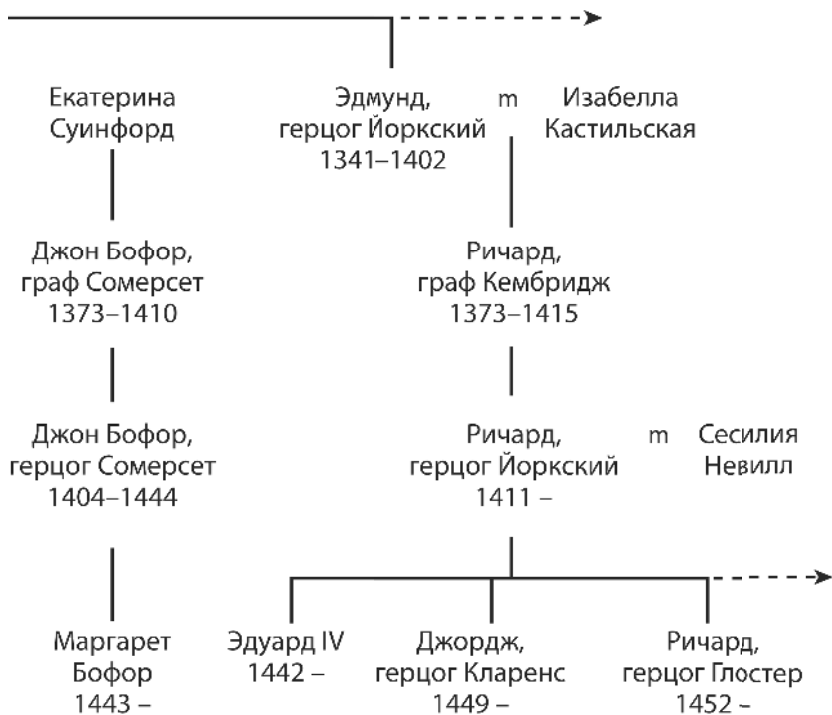 Екатерина
Суинфорд
Эдмунд,
герцог Йоркский
1341–1402
m
Изабелла
Кастильская
Джон Бофор,
граф Сомерсет
1373–1410
Ричард,
граф Кембридж
1373–1415
Джон Бофор,
герцог Сомерсет
1404–1444
Ричард,
герцог Йоркский
1411 –
m
Сесилия
Невилл
Маргарет
Бофор
1443 –
Эдуард IV
1442 –
Джордж,
герцог Кларенс
1449 –
Ричард,
герцог Глостер
1452 –